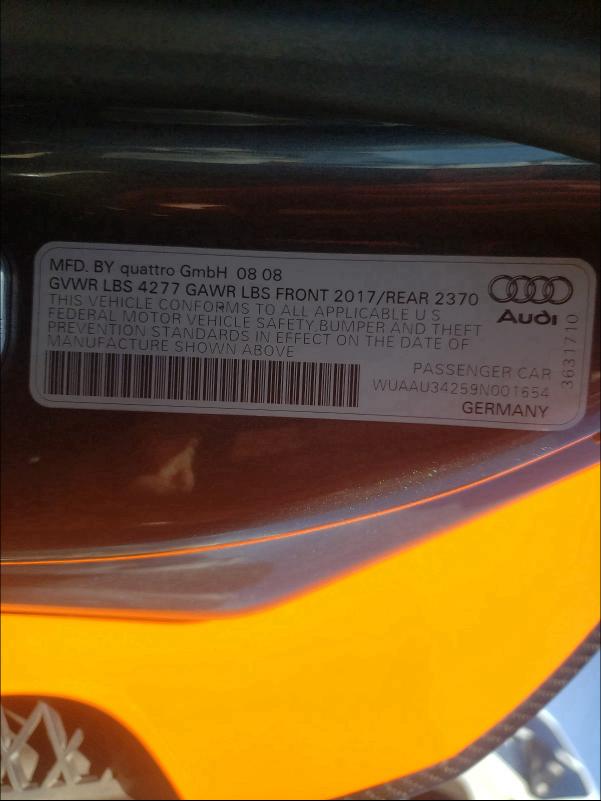 MFD. BY quattro GmbH 08 08
GVWR LBS 4277 GAWR LBS FRONT 2017/REAR 2370
THIS VEHICLE CONFORMS TO ALL APPLICABLE U S
FEDERAL MOTOR VEHICLE SAFETY,BUMPER AND THEFT
PREVENTION STANDARDS IN EFFECT ON THE DATE OF
MANUFACTURE SHOWN ABOVE
Audi
PASSENGER CAR
WUAAU34259N001654
GERMANY
3631710